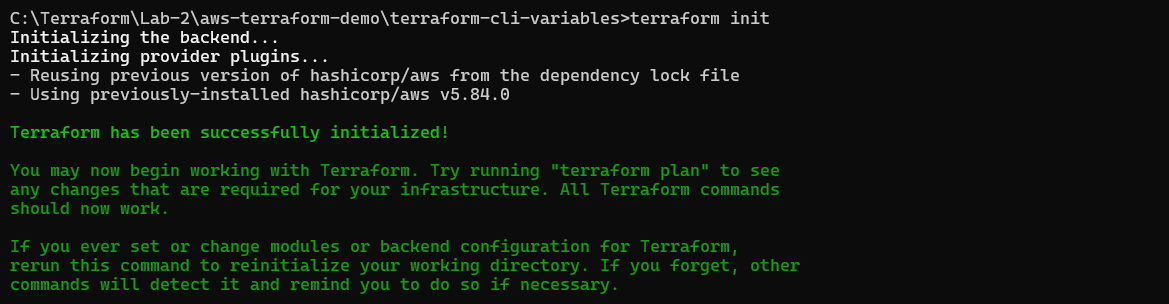 C:\Terraform\Lab-2\aws-terraform-demo\terraform-cli-variables>terraform init
Initializing the backend...
Initializing provider plugins...
- Reusing previous version of hashicorp/aws from the dependency lock file
- Using previously-installed hashicorp/aws v5.84.0
Terraform has been successfully initialized!
You may now begin working with Terraform. Try running "terraform plan" to see
any changes that are required for your infrastructure. All Terraform commands
should now work.
If you ever set or change modules or backend configuration for Terraform,
rerun this command to reinitialize your working directory. If you forget, other
commands will detect it and remind you to do so if necessary.